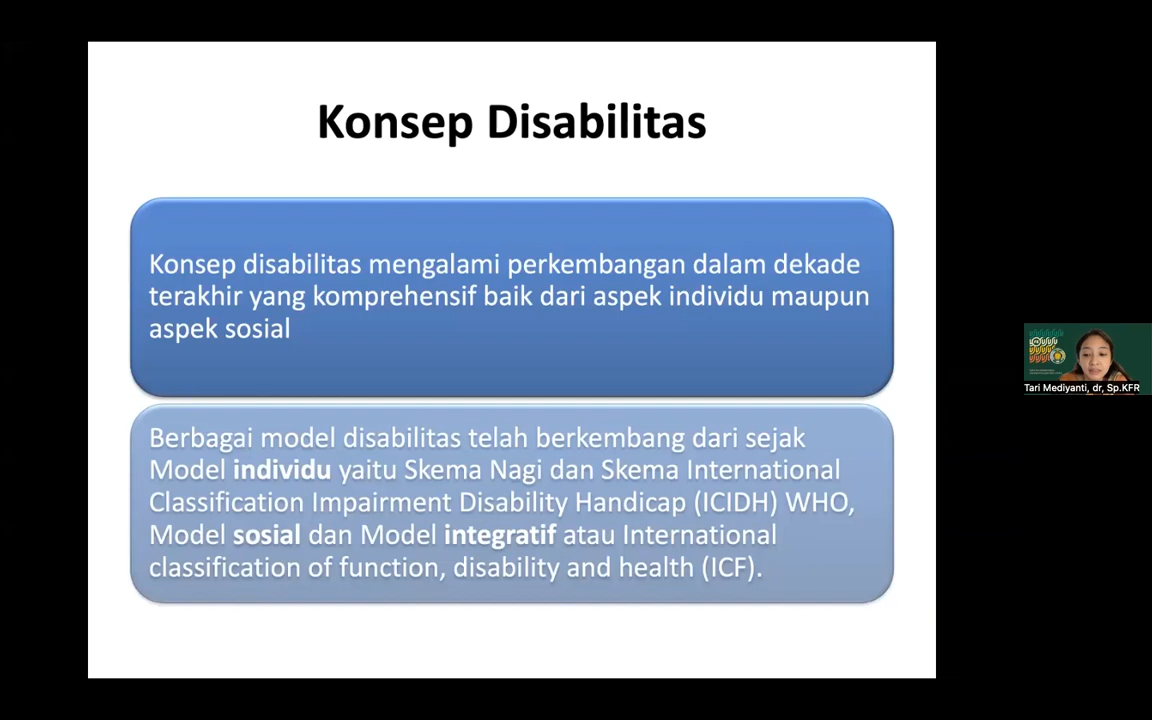 Konsep Disabilitas
Konsep disabilitas mengalami perkembangan dalam dekade
terakhir yang komprehensif baik dari aspek individu maupun
aspek sosial
Berbagai model disabilitas telah berkembang dari sejak
Model individu yaitu Skema Nagi dan Skema International
Classification Impairment Disability Handicap (ICIDH) WHO,
Model sosial dan Model integratif atau International
classification of function, disability and health (ICF).
Tari Mediyanti, dr, Sp.KFR